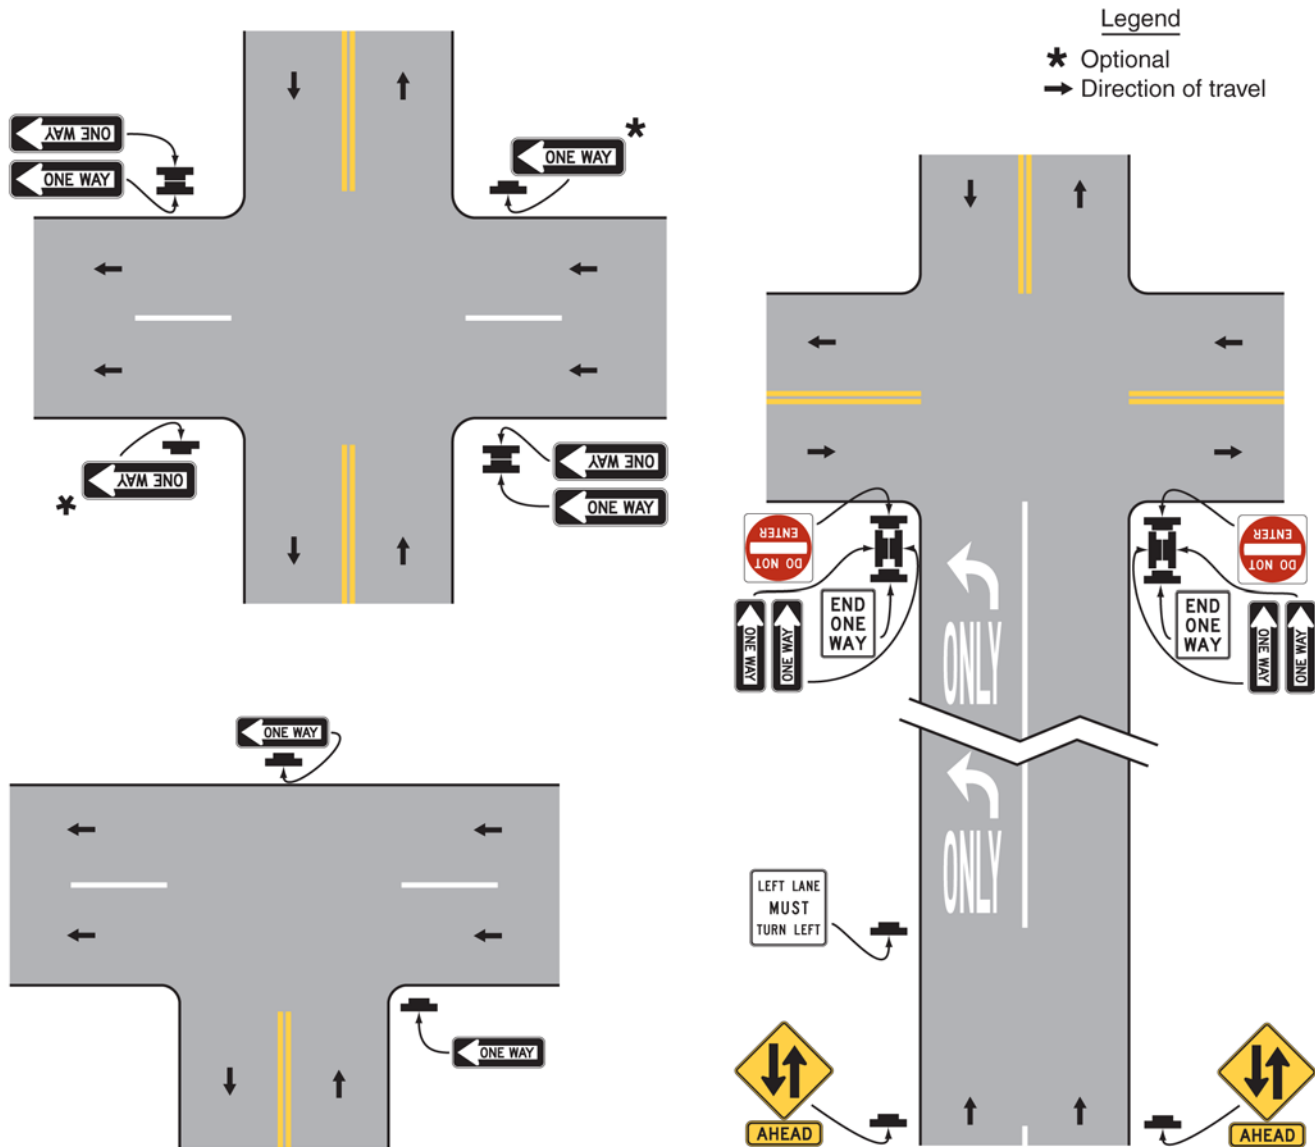 Legend
* Optional
Direction of travel
ONE WAY
ONE WAY
ONE WAY
*
ONE WAY
*
ONE WAY
ONE WAY
ONE WAY
ONE WAY
DO NOT
ENTER
ONE WAY
ONE WAY
END
ONE
WAY
ONLY
DO NOT
ENTER
END
ONE
WAY
ONE WAY
ONE WAY
ONLY
LEFT LANE
MUST
TURN LEFT
AHEAD
AHEAD